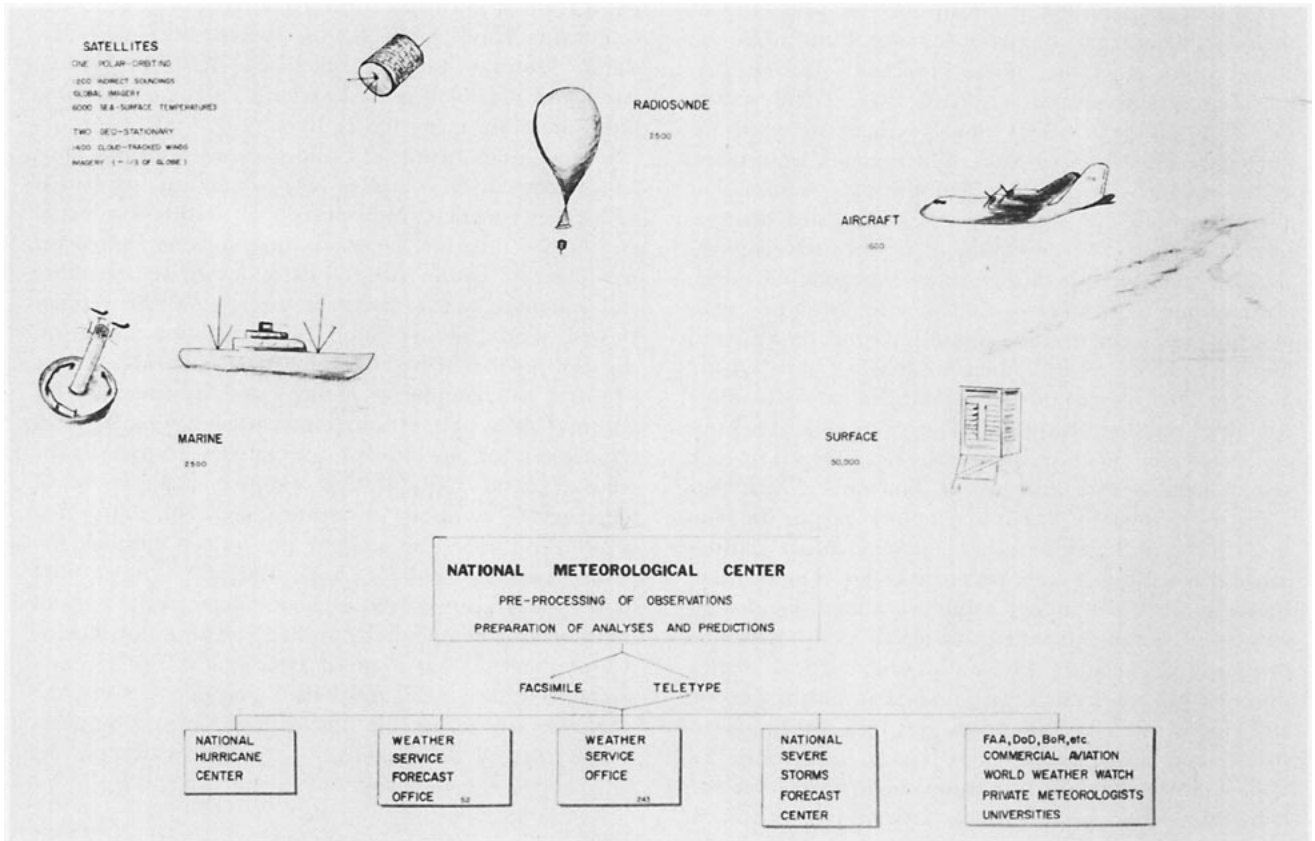 SATELLITES
ONE POLAR-ORBITING
1200 INDIRECT SOUNDINGS
GLOBAL IMAGERY
6000 SEA-SURFACE TEMPERATURES
TWO GEO-STATIONARY
1400 CLOUD-TRACKED WINDS
IMAGERY (~ 1/3 OF GLOBE)
RADIOSONDE
2500
AIRCRAFT
600
MARINE
2500
SURFACE
50,000
NATIONAL METEOROLOGICAL CENTER
PRE-PROCESSING OF OBSERVATIONS
PREPARATION OF ANALYSES AND PREDICTIONS
FACSIMILE TELETYPE
NATIONAL
HURRICANE
CENTER
WEATHER
SERVICE
FORECAST
OFFICE 52
WEATHER
SERVICE
OFFICE
243
NATIONAL
SEVERE
STORMS
FORECAST
CENTER
FAA, DoD, BoR, etc.
COMMERCIAL AVIATION
WORLD WEATHER WATCH
PRIVATE METEOROLOGISTS
UNIVERSITIES